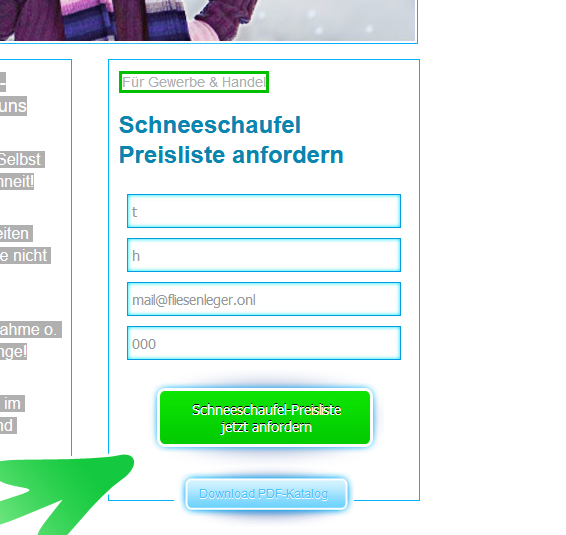 -
uns
Selbst
nneit!
eiten
e nicht
ahme o.
nge!
im
nd
Für Gewerbe & Handel
Schneeschaufel
Preisliste anfordern
t
h
mail@fliesenleger.onl
000
Schneeschaufel-Preisliste
jetzt anfordern
Download PDF-Katalog